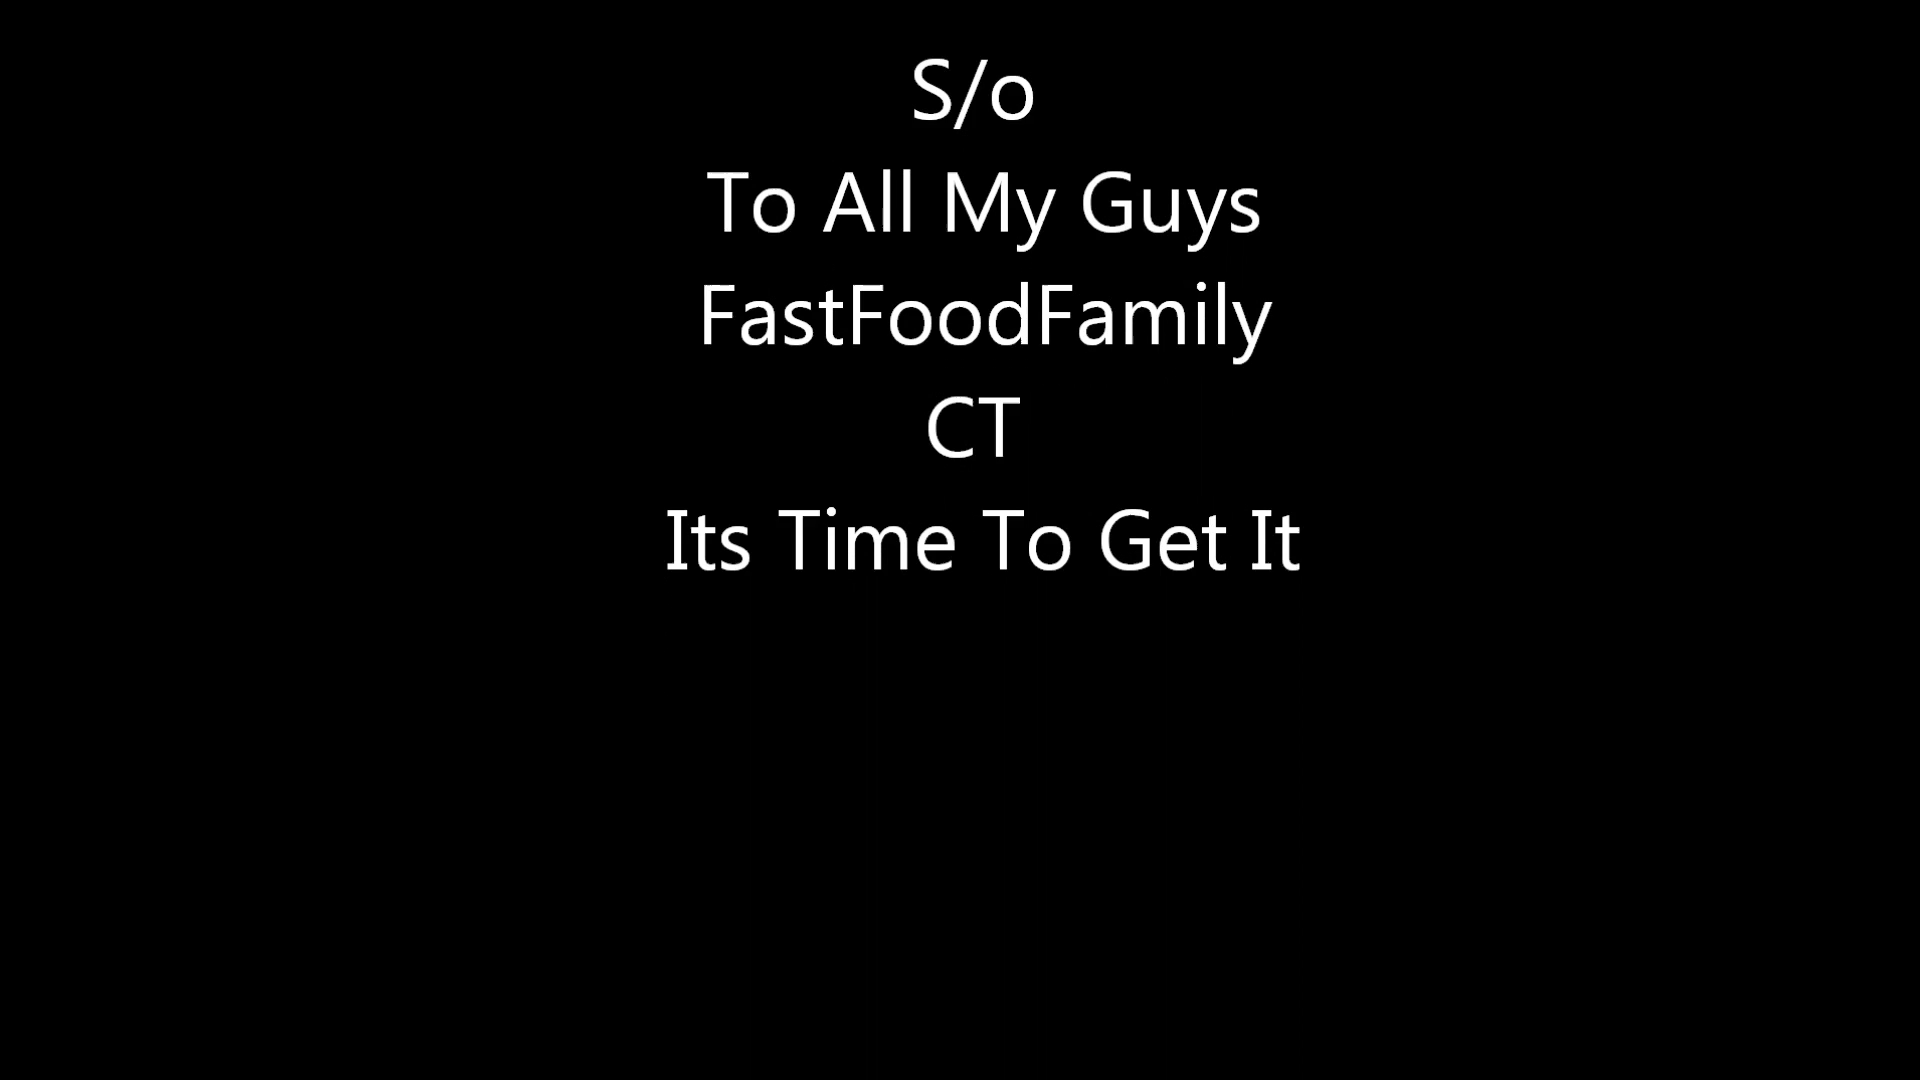 S/o
To All My Guys
FastFoodFamily
CT
Its Time To Get It